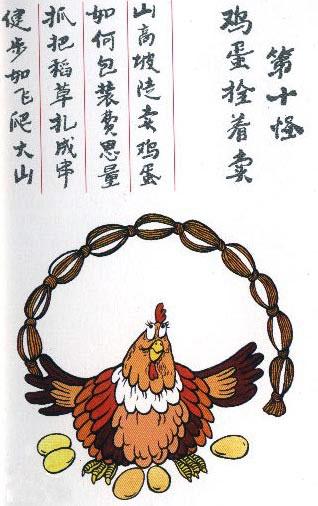 第十怪
鸡蛋拴着卖
山高坡陡卖鸡蛋
如何包装费思量
抓把稻草扎成串
健步如飞爬大山